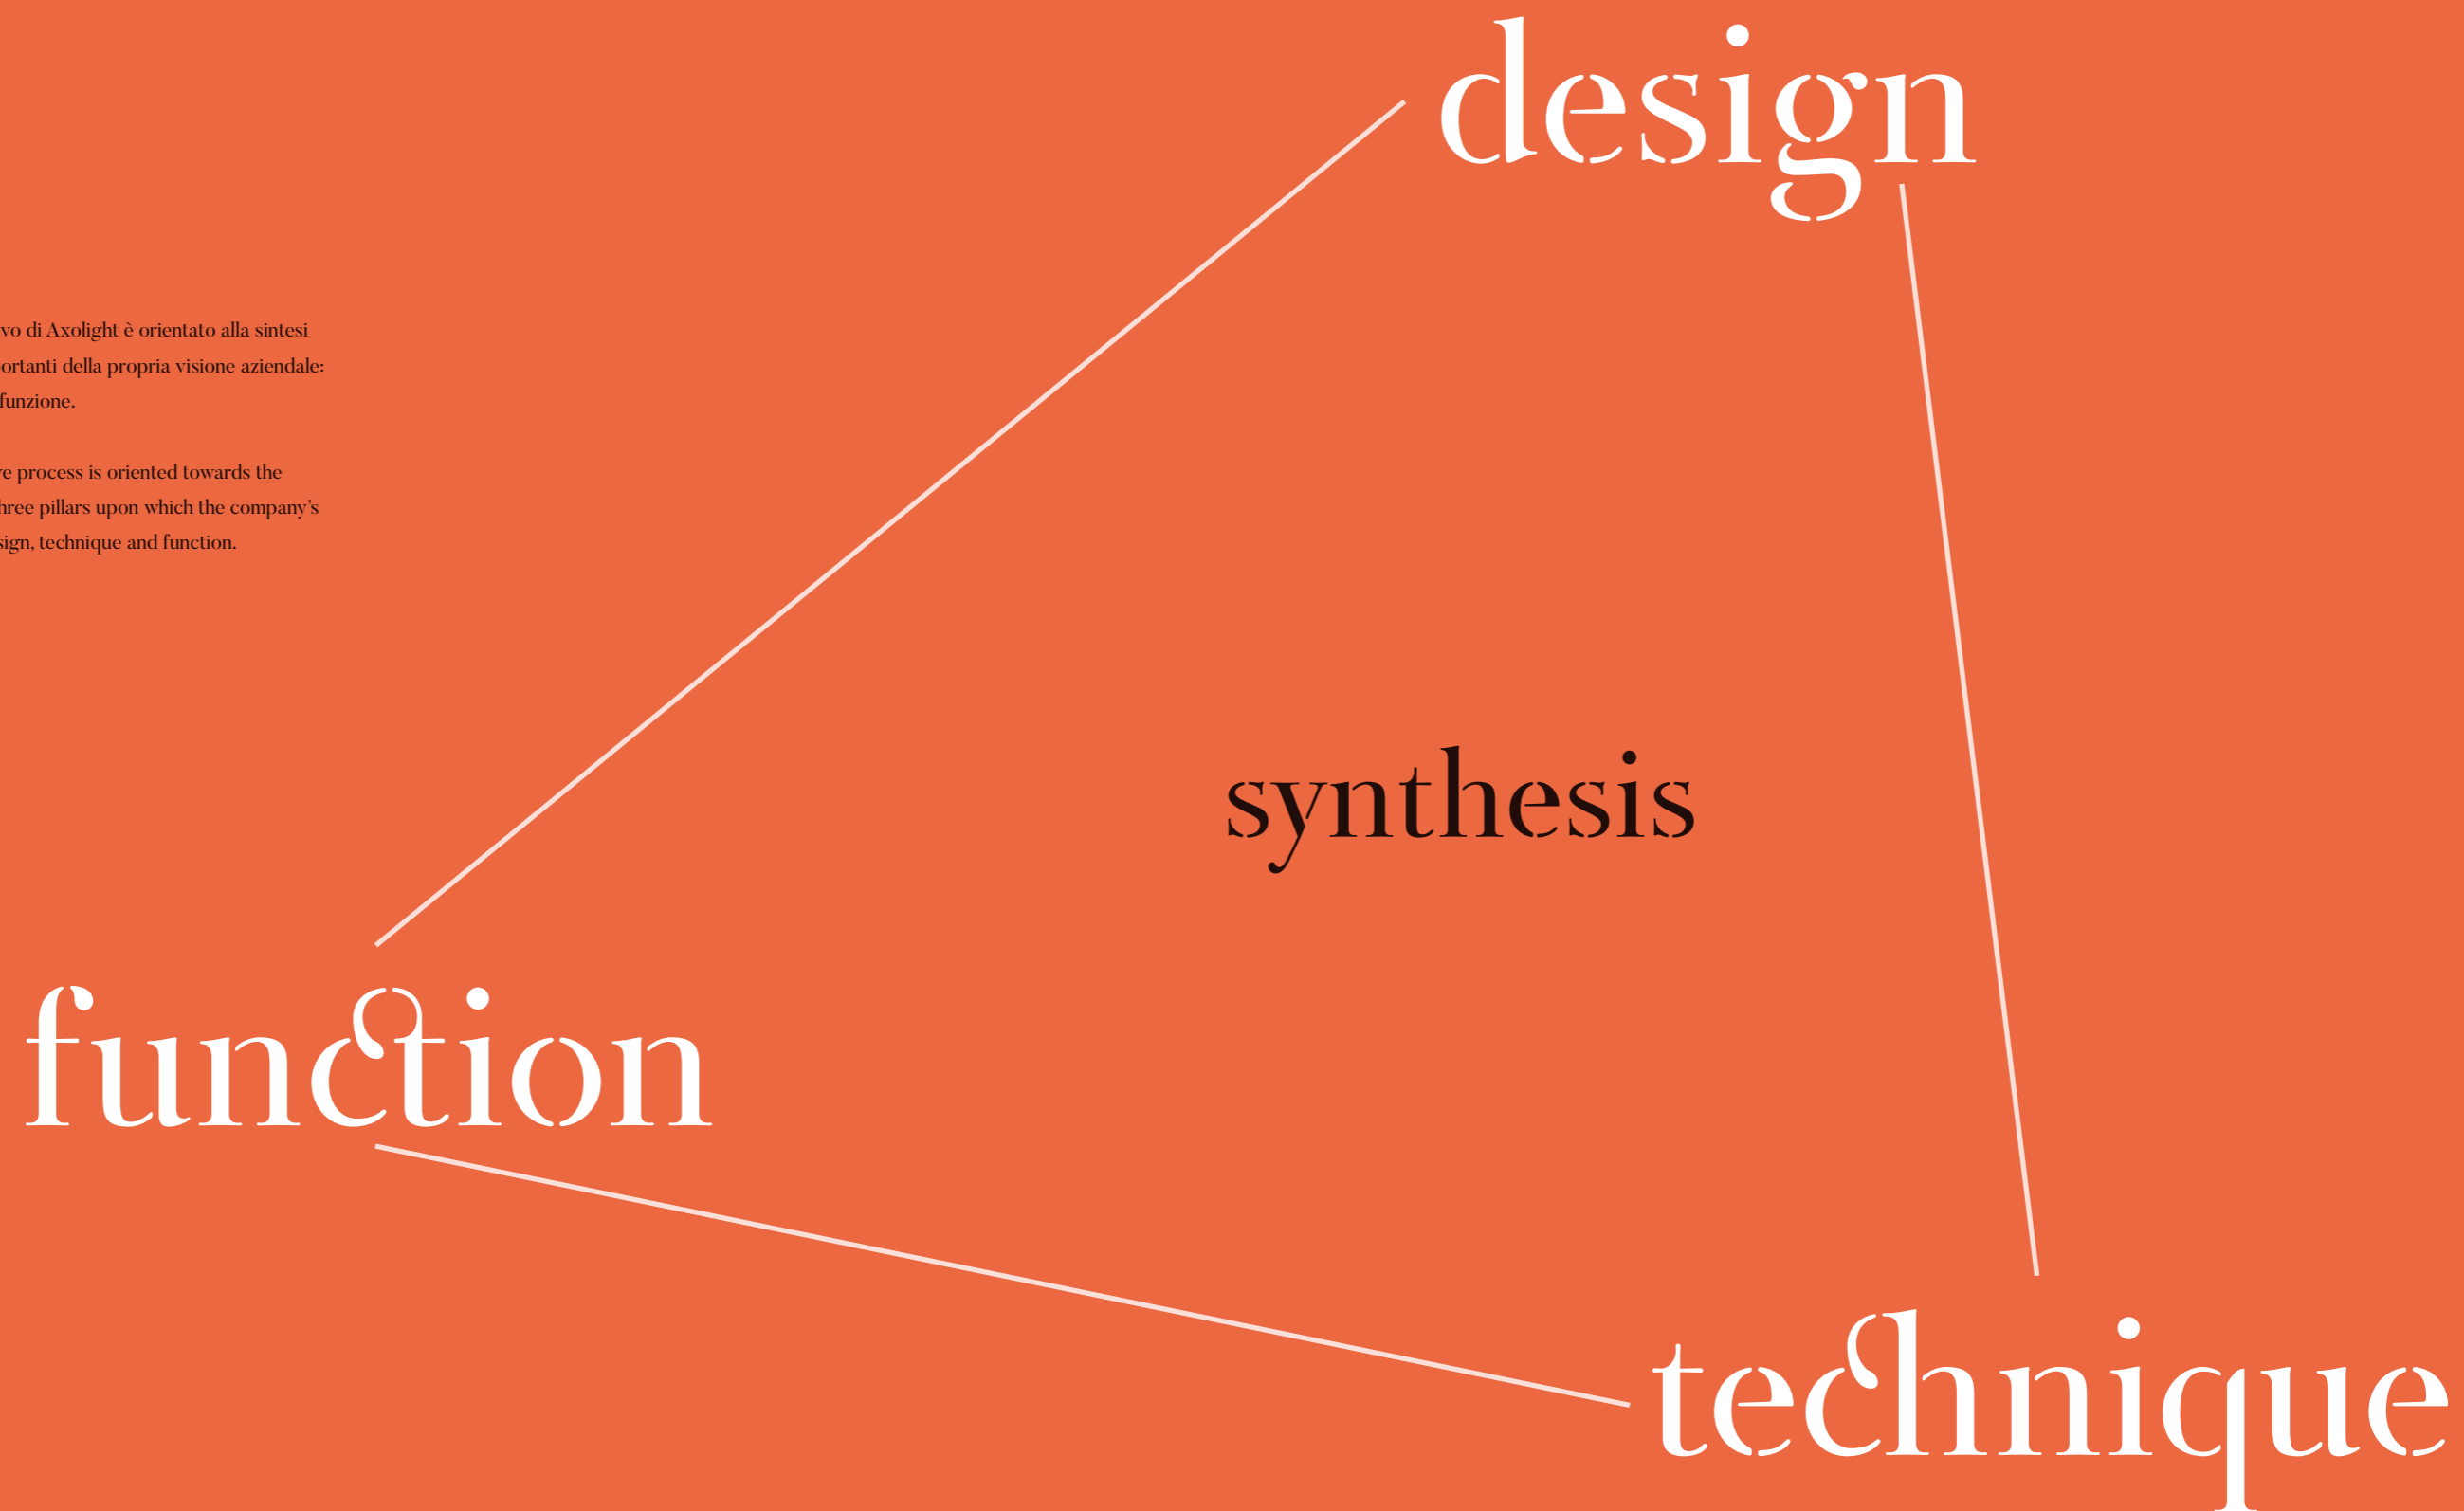 design
vo di Axolight è orientato alla sintesi
ortanti della propria visione aziendale:
funzione.
e process is oriented towards the
hree pillars upon which the company's
sign, technique and function.
synthesis
function
technique